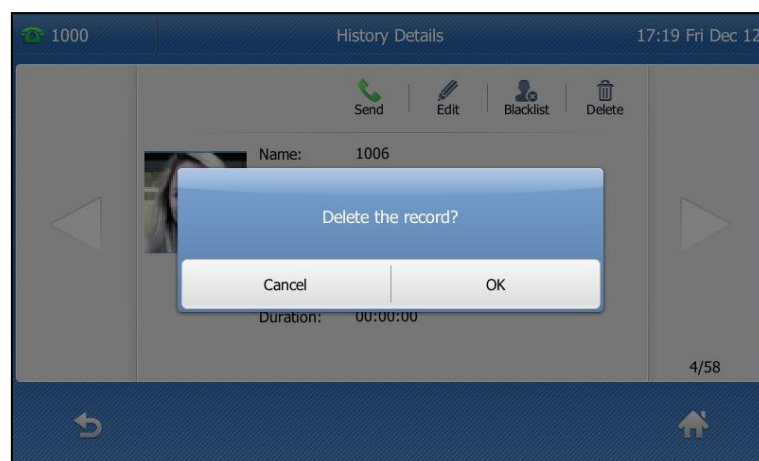 1000 History Details 17:19 Fri Dec 12
Send Edit Blacklist Delete
Name: 1006
Delete the record?
Cancel OK
Duration: 00:00:00
4/58